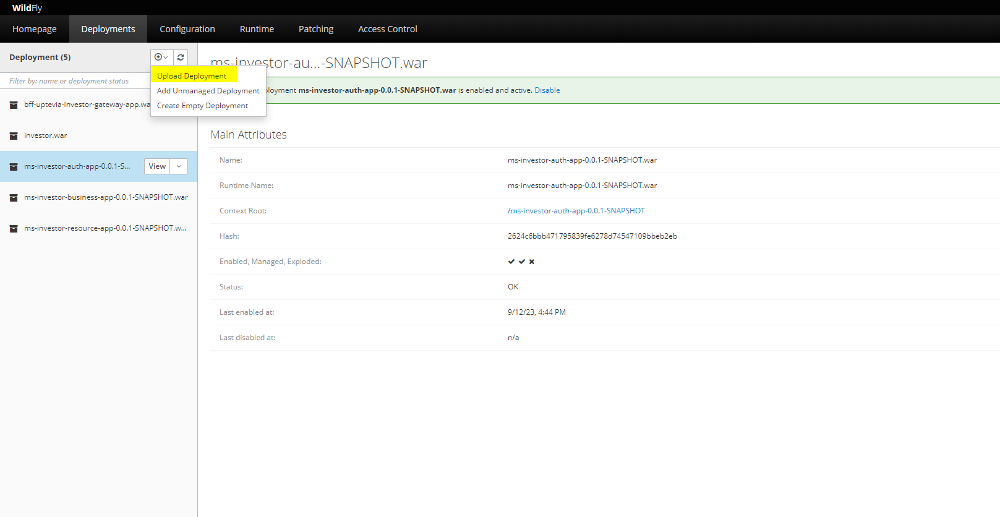 WildFly
Homepage Deployments Configuration Runtime Patching Access Control
Deployment (5)
Filter by: name or deployment status
Upload Deployment
Add Unmanaged Deployment
Create Empty Deployment
bff-uptevia-investor-gateway-app.wa
investor.war
ms-investor-auth-app-0.0.1-S... View
ms-investor-business-app-0.0.1-SNAPSHOT.war
ms-investor-resource-app-0.0.1-SNAPSHOT.w...
ms-investor-au...-SNAPSHOT.war
ployment ms-investor-auth-app-0.0.1-SNAPSHOT.war is enabled and active. Disable
Main Attributes
Name: ms-investor-auth-app-0.0.1-SNAPSHOT.war
Runtime Name: ms-investor-auth-app-0.0.1-SNAPSHOT.war
Context Root: /ms-investor-auth-app-0.0.1-SNAPSHOT
Hash: 2624c6bbb471795839fe6278d74547109bbeb2eb
Enabled, Managed, Exploded:
Status: OK
Last enabled at: 9/12/23, 4:44 PM
Last disabled at: n/a